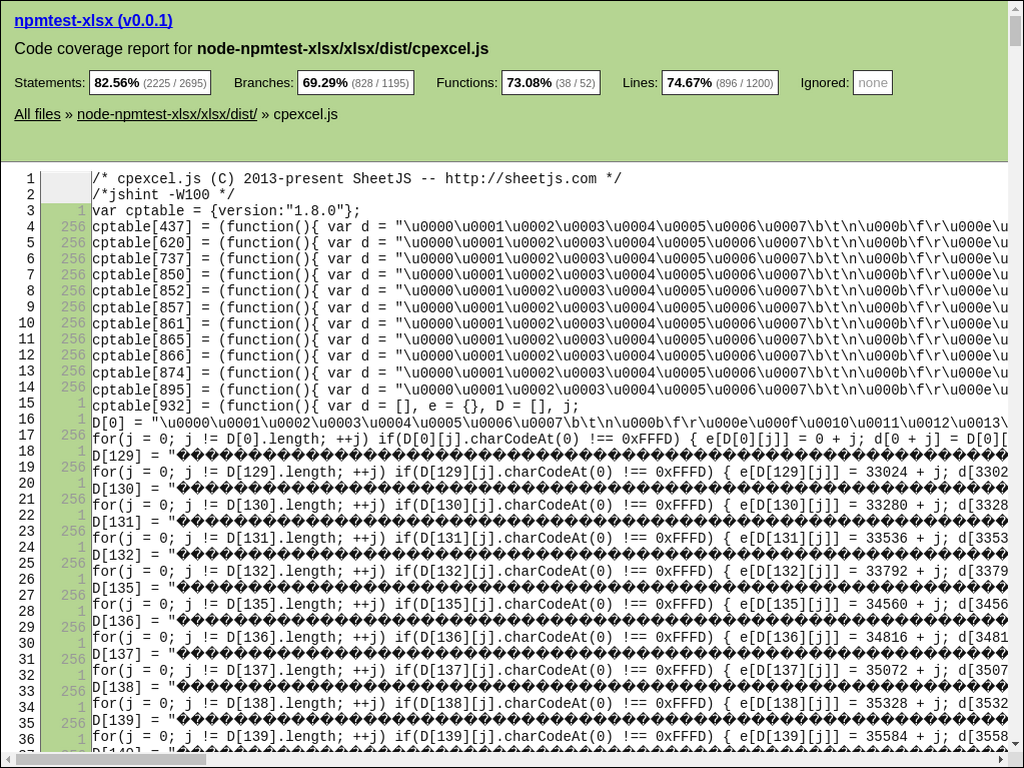 npmtest-xlsx (v0.0.1)
Code coverage report for node-npmtest-xlsx/xlsx/dist/cpexcel.js
Statements: 82.56% (2225 / 2695) Branches: 69.29% (828 / 1195) Functions: 73.08% (38 / 52) Lines: 74.67% (896 / 1200) Ignored: none
All files » node-npmtest-xlsx/xlsx/dist/ » cpexcel.js
1 /* cpexcel.js (C) 2013-present SheetJS -- http://sheetjs.com */
2 /*jshint -W100 */
3 1 var cptable = {version:"1.8.0"};
4 256 cptable[437] = (function(){ var d = "\u0000\u0001\u0002\u0003\u0004\u0005\u0006\u0007\b\t\n\u000b\f\r\u000e\u
5 256 cptable[620] = (function(){ var d = "\u0000\u0001\u0002\u0003\u0004\u0005\u0006\u0007\b\t\n\u000b\f\r\u000e\u
6 256 cptable[737] = (function(){ var d = "\u0000\u0001\u0002\u0003\u0004\u0005\u0006\u0007\b\t\n\u000b\f\r\u000e\u
7 256 cptable[850] = (function(){ var d = "\u0000\u0001\u0002\u0003\u0004\u0005\u0006\u0007\b\t\n\u000b\f\r\u000e\u
8 256 cptable[852] = (function(){ var d = "\u0000\u0001\u0002\u0003\u0004\u0005\u0006\u0007\b\t\n\u000b\f\r\u000e\u
9 256 cptable[857] = (function(){ var d = "\u0000\u0001\u0002\u0003\u0004\u0005\u0006\u0007\b\t\n\u000b\f\r\u000e\u
10 256 cptable[861] = (function(){ var d = "\u0000\u0001\u0002\u0003\u0004\u0005\u0006\u0007\b\t\n\u000b\f\r\u000e\u
11 256 cptable[865] = (function(){ var d = "\u0000\u0001\u0002\u0003\u0004\u0005\u0006\u0007\b\t\n\u000b\f\r\u000e\u
12 256 cptable[866] = (function(){ var d = "\u0000\u0001\u0002\u0003\u0004\u0005\u0006\u0007\b\t\n\u000b\f\r\u000e\u
13 256 cptable[874] = (function(){ var d = "\u0000\u0001\u0002\u0003\u0004\u0005\u0006\u0007\b\t\n\u000b\f\r\u000e\u
14 256 cptable[895] = (function(){ var d = "\u0000\u0001\u0002\u0003\u0004\u0005\u0006\u0007\b\t\n\u000b\f\r\u000e\u
15 1 cptable[932] = (function(){ var d = [], e = {}, D = [], j;
16 1 D[0] = "\u0000\u0001\u0002\u0003\u0004\u0005\u0006\u0007\b\t\n\u000b\f\r\u000e\u000f\u0010\u0011\u0012\u0013\
17 256 for(j = 0; j != D[0].length; ++j) if(D[0][j].charCodeAt(0) !== 0xFFFD) { e[D[0][j]] = 0 + j; d[0 + j] = D[0][
18 1 D[129] = "����������������������������������������������������������������
19 256 for(j = 0; j != D[129].length; ++j) if(D[129][j].charCodeAt(0) !== 0xFFFD) { e[D[129][j]] = 33024 + j; d[3302
20 1 D[130] = "����������������������������������������������������������������
21 256 for(j = 0; j != D[130].length; ++j) if(D[130][j].charCodeAt(0) !== 0xFFFD) { e[D[130][j]] = 33280 + j; d[3328
22 1 D[131] = "����������������������������������������������������������������
23 256 for(j = 0; j != D[131].length; ++j) if(D[131][j].charCodeAt(0) !== 0xFFFD) { e[D[131][j]] = 33536 + j; d[3353
24 1 D[132] = "����������������������������������������������������������������
25 256 for(j = 0; j != D[132].length; ++j) if(D[132][j].charCodeAt(0) !== 0xFFFD) { e[D[132][j]] = 33792 + j; d[3379
26 1 D[135] = "����������������������������������������������������������������
27 256 for(j = 0; j != D[135].length; ++j) if(D[135][j].charCodeAt(0) !== 0xFFFD) { e[D[135][j]] = 34560 + j; d[3456
28 1 D[136] = "����������������������������������������������������������������
29 256 for(j = 0; j != D[136].length; ++j) if(D[136][j].charCodeAt(0) !== 0xFFFD) { e[D[136][j]] = 34816 + j; d[3481
30 1 D[137] = "����������������������������������������������������������������
31 256 for(j = 0; j != D[137].length; ++j) if(D[137][j].charCodeAt(0) !== 0xFFFD) { e[D[137][j]] = 35072 + j; d[3507
32 1 D[138] = "����������������������������������������������������������������
33 256 for(j = 0; j != D[138].length; ++j) if(D[138][j].charCodeAt(0) !== 0xFFFD) { e[D[138][j]] = 35328 + j; d[3532
34 1 D[139] = "����������������������������������������������������������������
35 256 for(j = 0; j != D[139].length; ++j) if(D[139][j].charCodeAt(0) !== 0xFFFD) { e[D[139][j]] = 35584 + j; d[3558
36 1